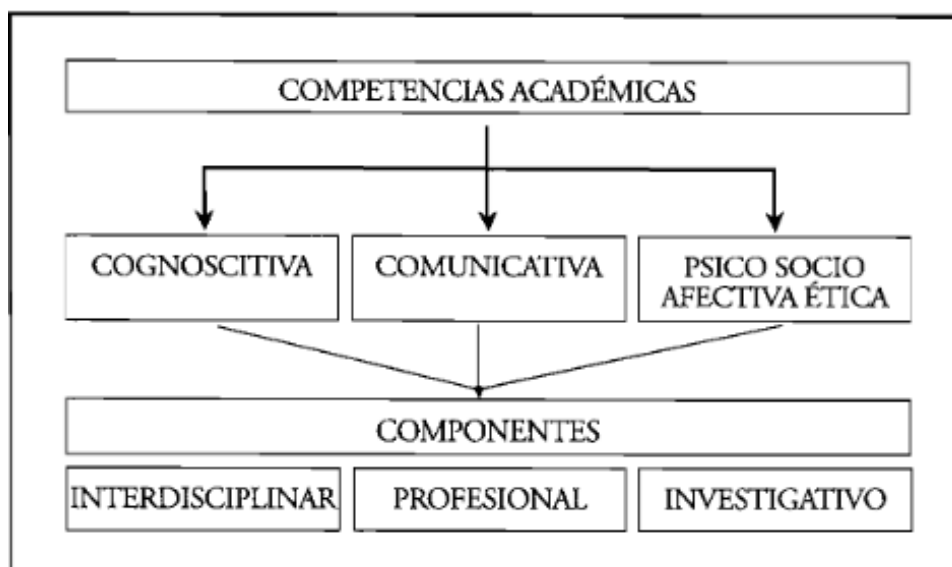 COMPETENCIAS ACADÉMICAS
COGNOSCITIVA
COMUNICATIVA
PSICO SOCIO
AFECTIVA ÉTICA
COMPONENTES
INTERDISCIPLINAR
PROFESIONAL
INVESTIGATIVO